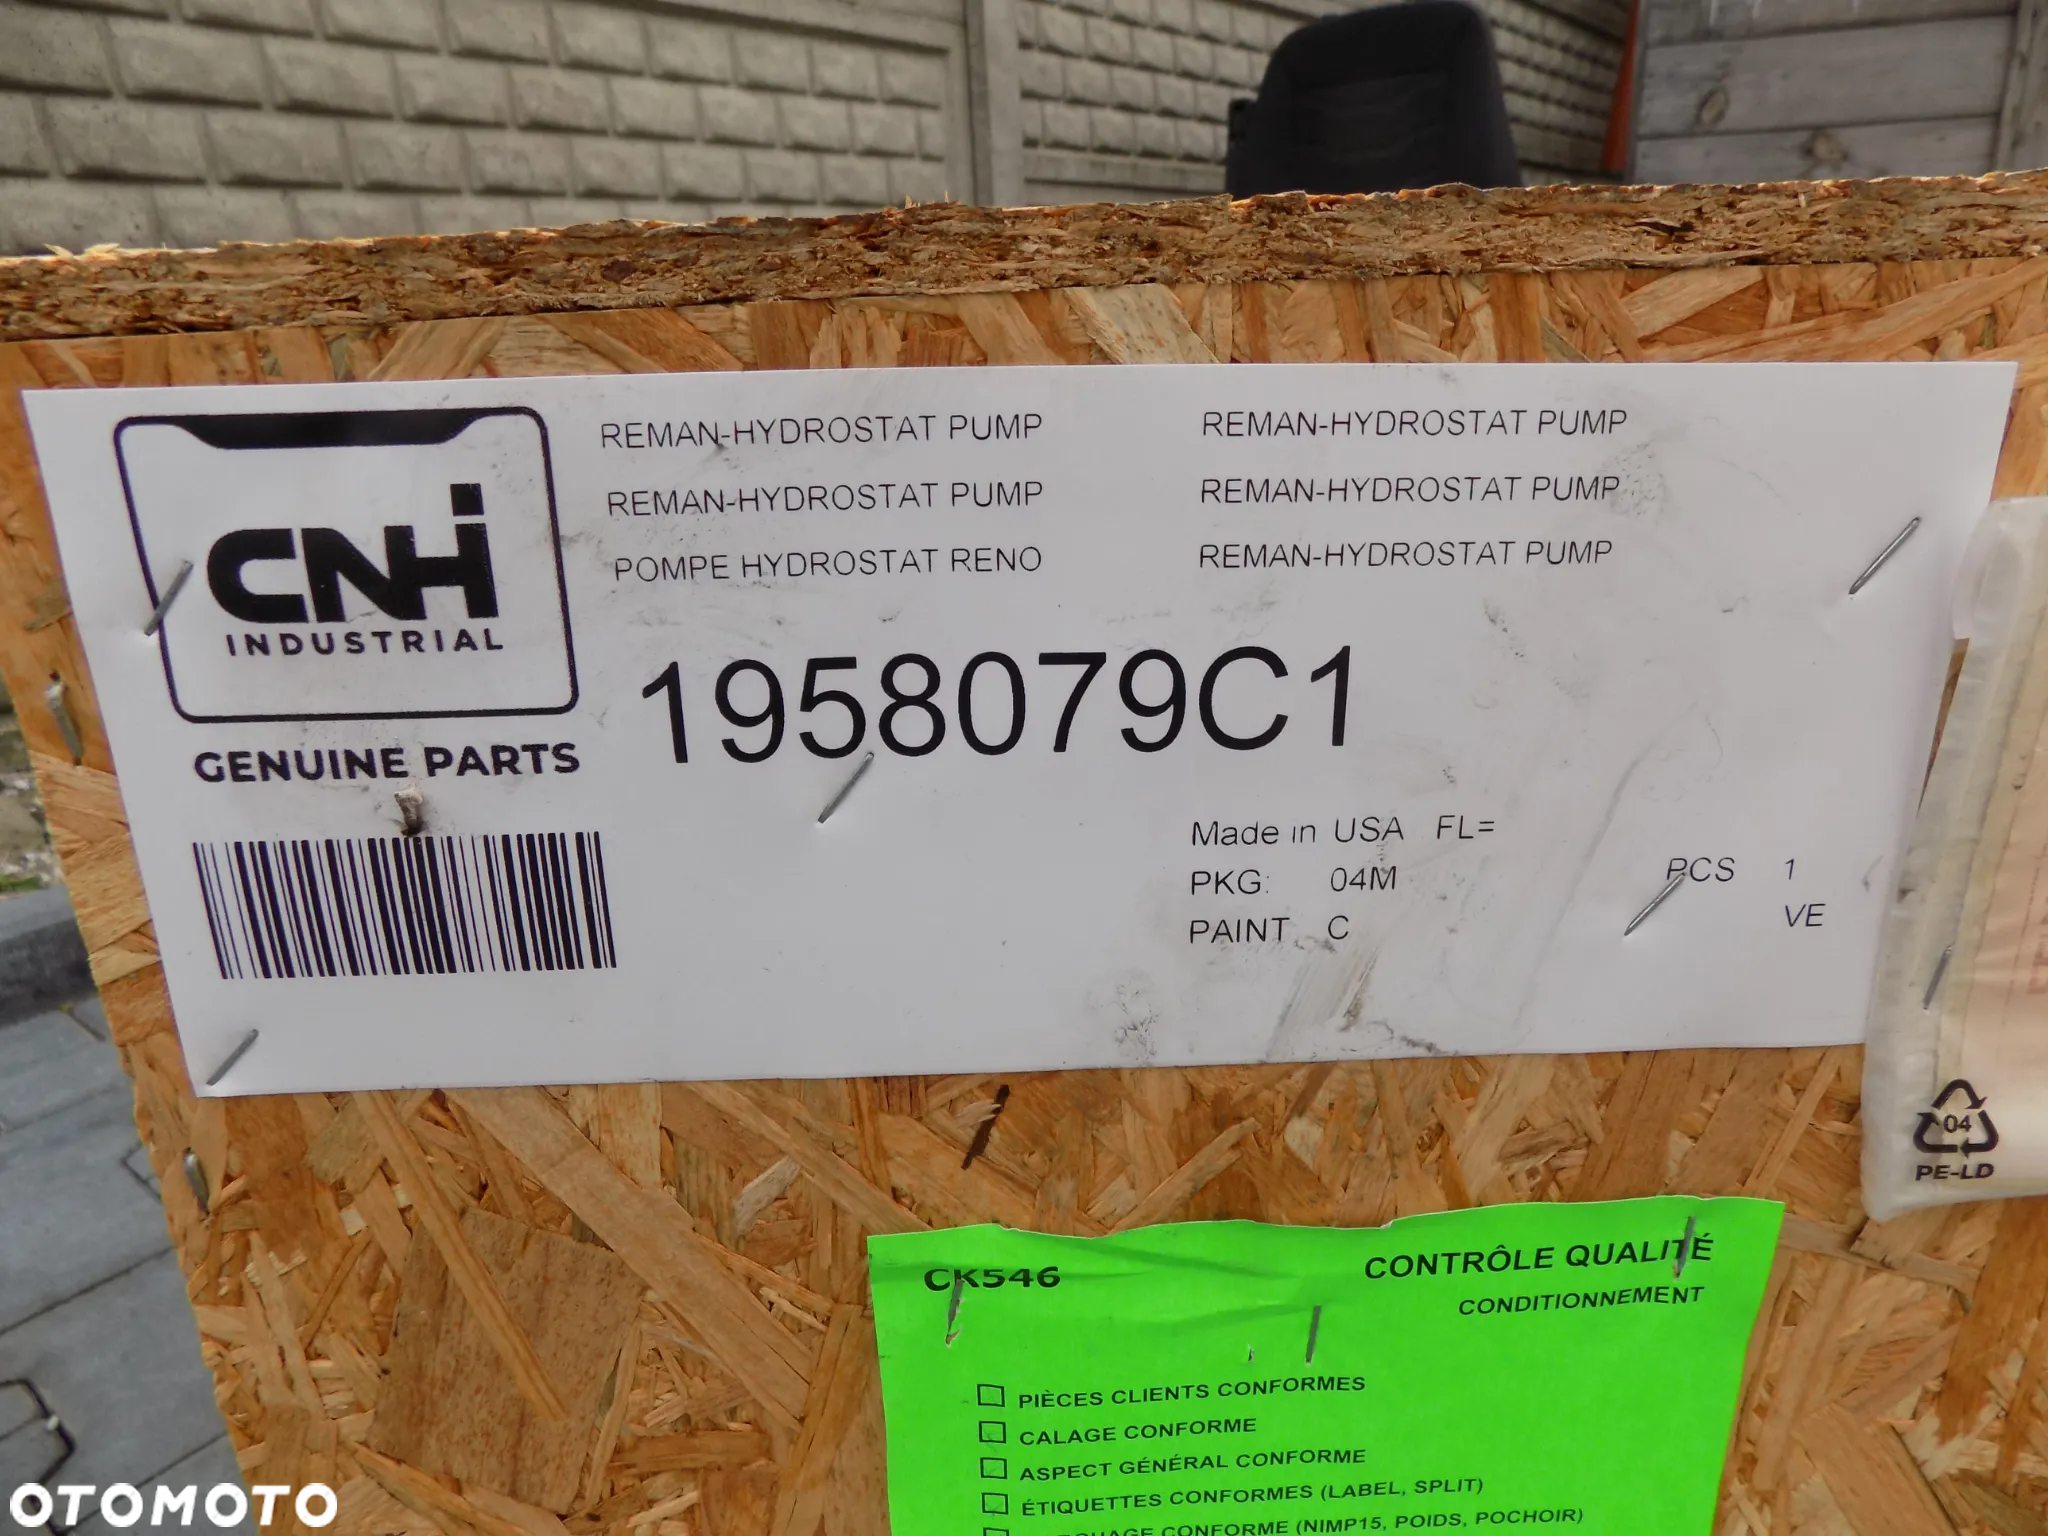 CNHi
INDUSTRIAL
GENUINE PARTS
REMAN-HYDROSTAT PUMP
REMAN-HYDROSTAT PUMP
POMPE HYDROSTAT RENO
REMAN-HYDROSTAT PUMP
REMAN-HYDROSTAT PUMP
REMAN-HYDROSTAT PUMP
1958079C1
Made in USA FL=
PKG: 04M
PAINT C
PCS 1
VE
04
PE-LD
CK546
CONTRÔLE QUALITÉ
CONDITIONNEMENT
PIÈCES CLIENTS CONFORMES
CALAGE CONFORME
ASPECT GÉNÉRAL CONFORME
ÉTIQUETTES CONFORMES (LABEL, SPLIT)
CONFORME (NIMP15, POIDS, POCHOIR)
OTOMOTO